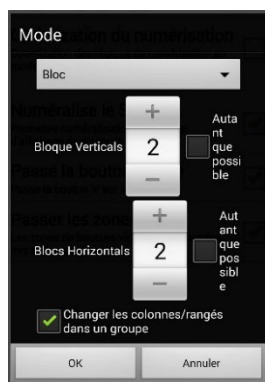 Mode
Bloc
+
Bloque Verticals
2
Auta
nt
que
possi
ble
−
+
Blocs Horizontals
2
Aut
ant
que
pos
sibl
e
−
Changer les colonnes/rangés
dans un groupe
OK
Annuler